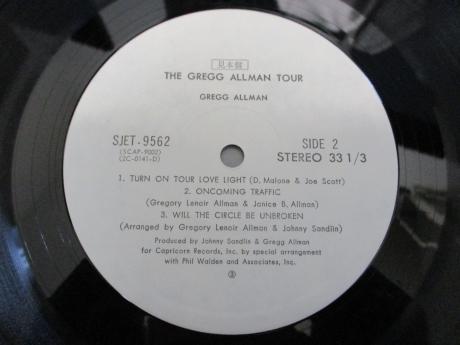 見本盤
THE GREGG ALLMAN TOUR
GREGG ALLMAN
SJET-9562
(SCAP-9002)
(2C-0141-D)
SIDE 2
STEREO 33 1/3
1. TURN ON TOUR LOVE LIGHT (D. Malone & Joe Scott)
2. ONCOMING TRAFFIC
(Gregory Lenoir Allman & Janice B. Allman)
3. WILL THE CIRCLE BE UNBROKEN
(Arranged by Gregory Lenoir Allman & Johnny Sandlin)
Produced by Johnny Sandlin & Gregg Allman
for Capricorn Records, Inc. by special arrangement
with Phil Walden and Associates, Inc.